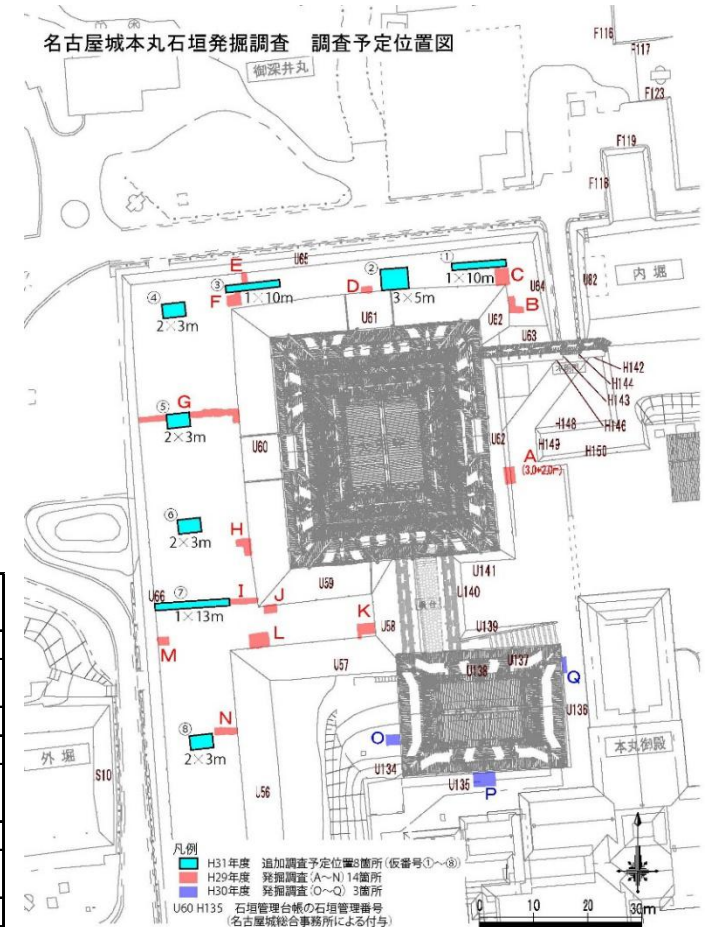 名古屋城本丸石垣発掘調査　調査予定位置図
御深井丸
F116
F117
F123
F119
F118
U65
E
③
1×10m
F
D
②
3×5m
①
1×10m
C
B
U64
U82
内堀
④
2×3m
U61
U62
U63
H142
H144
H143
H146
⑤
G
2×3m
U60
U62
H148
H149
H150
A
(3.0*2.0m)
⑥
2×3m
H
U59
U141
U140
U66
⑦
1×13m
I
J
K
U58
U139
M
L
U57
U138
U137
Q
U136
⑧
2×3m
N
O
U134
U135
P
本丸御殿
外堀
S10
U56
凡例
H31年度　追加調査予定位置8箇所(仮番号①～⑧)
H29年度　発掘調査(A～N)14箇所
H30年度　発掘調査(O～Q) 3箇所
U60 H135　石垣管理台帳の石垣管理番号
(名古屋城総合事務所による付与)
0 10 20 30m